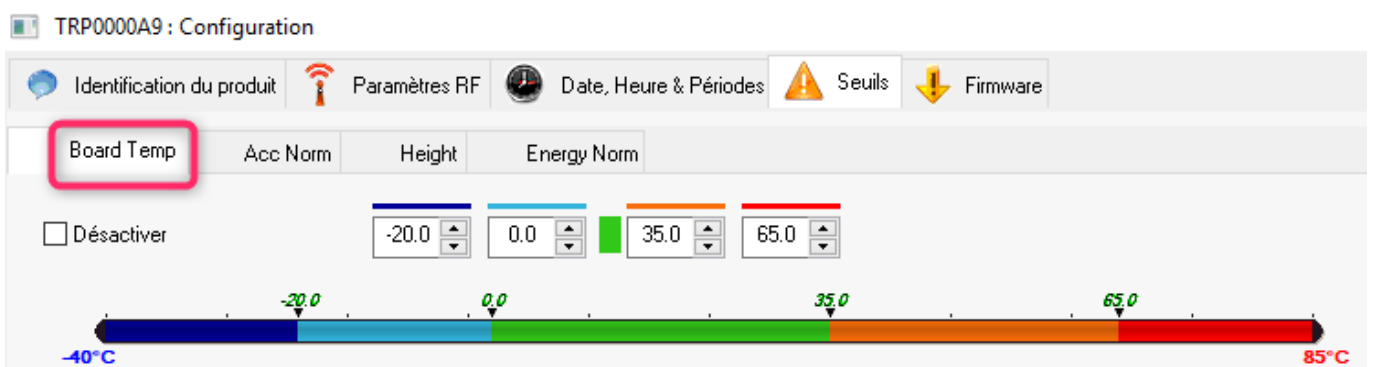 TRP0000A9 : Configuration
Identification du produit Paramètres RF Date, Heure & Périodes Seuils Firmware
Board Temp Acc Norm Height Energy Norm
Désactiver -20.0 0.0 35.0 65.0
-20.0 0.0 35.0 65.0
-40°C 85°C